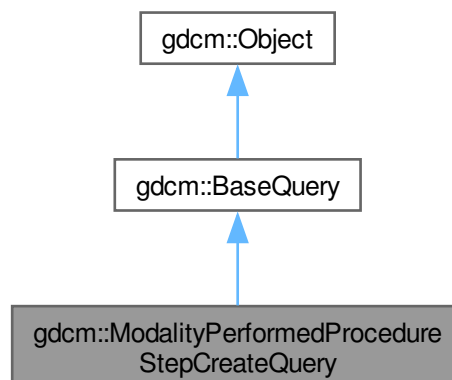 gdcm::Object
gdcm::BaseQuery
gdcm::ModalityPerformedProcedure
StepCreateQuery